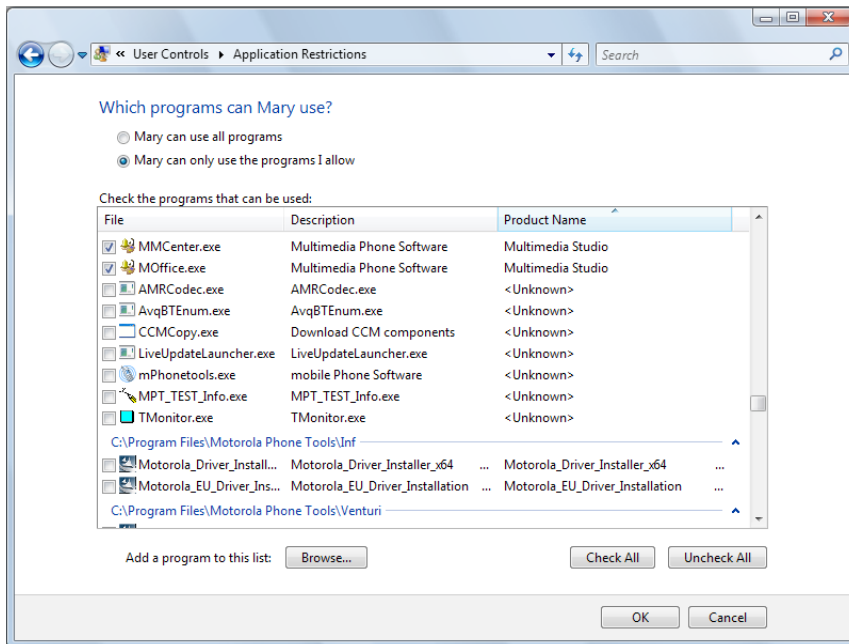 « User Controls ▸ Application Restrictions Search
Which programs can Mary use?
Mary can use all programs
Mary can only use the programs I allow
Check the programs that can be used:
File Description Product Name
MMCenter.exe Multimedia Phone Software Multimedia Studio
MOffice.exe Multimedia Phone Software Multimedia Studio
AMRCodec.exe AMRCodec.exe <Unknown>
AvqBTEnum.exe AvqBTEnum.exe <Unknown>
CCMCopy.exe Download CCM components <Unknown>
LiveUpdateLauncher.exe LiveUpdateLauncher.exe <Unknown>
mPhonetools.exe mobile Phone Software <Unknown>
MPT_TEST_Info.exe MPT_TEST_Info.exe <Unknown>
TMonitor.exe TMonitor.exe <Unknown>
C:\Program Files\Motorola Phone Tools\Inf
Motorola_Driver_Install... Motorola_Driver_Installer_x64 ... Motorola_Driver_Installer_x64 ...
Motorola_EU_Driver_Ins... Motorola_EU_Driver_Installation ... Motorola_EU_Driver_Installation ...
C:\Program Files\Motorola Phone Tools\Venturi
Add a program to this list: Browse... Check All Uncheck All
OK Cancel